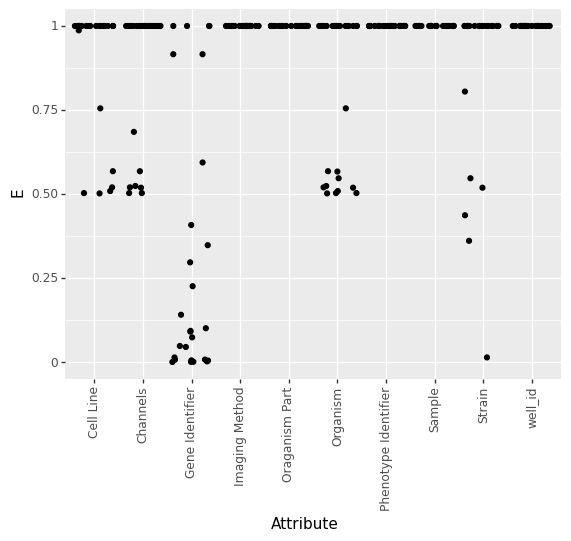 1
0.75
0.50
0.25
0
E
Cell Line
Channels
Gene Identifier
Imaging Method
Oraganism Part
Organism
Phenotype Identifier
Sample
Strain
well_id
Attribute